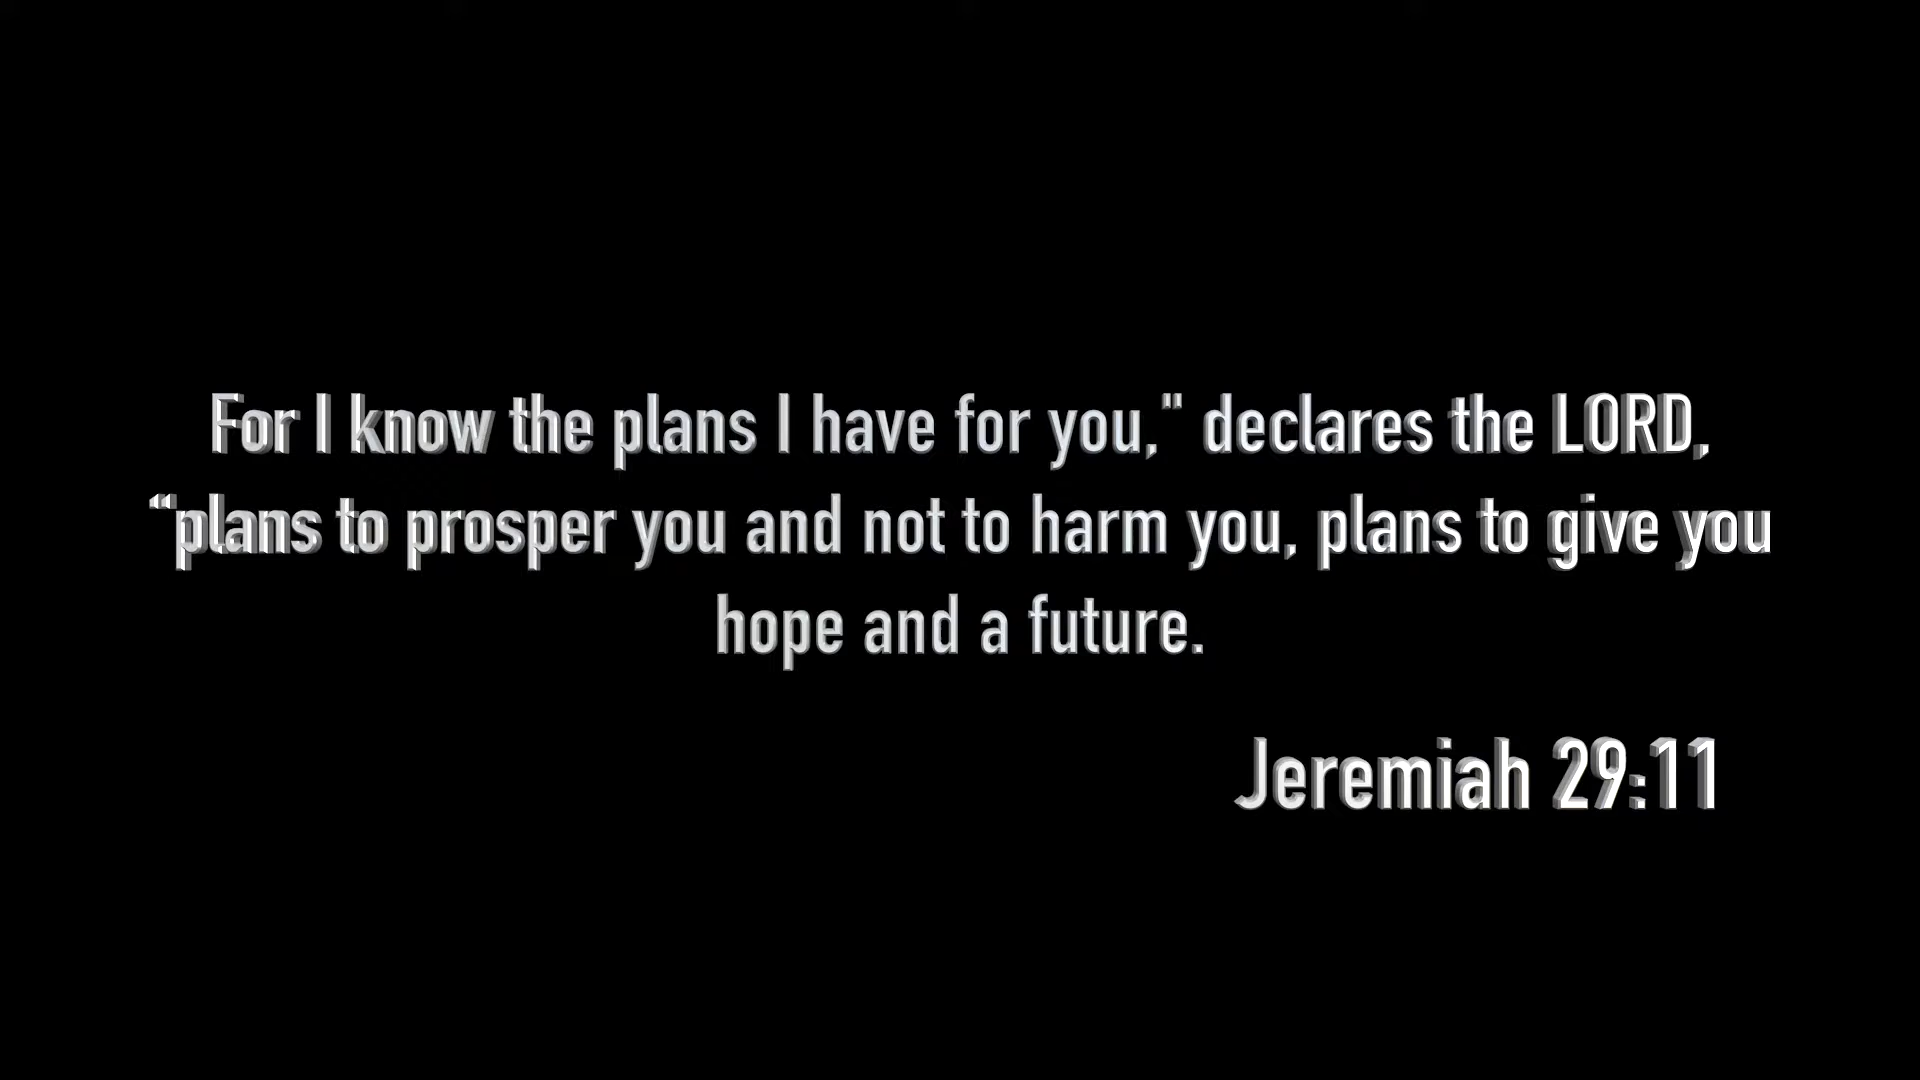 For I know the plans I have for you," declares the LORD,
“plans to prosper you and not to harm you, plans to give you
hope and a future.
Jeremiah 29:11